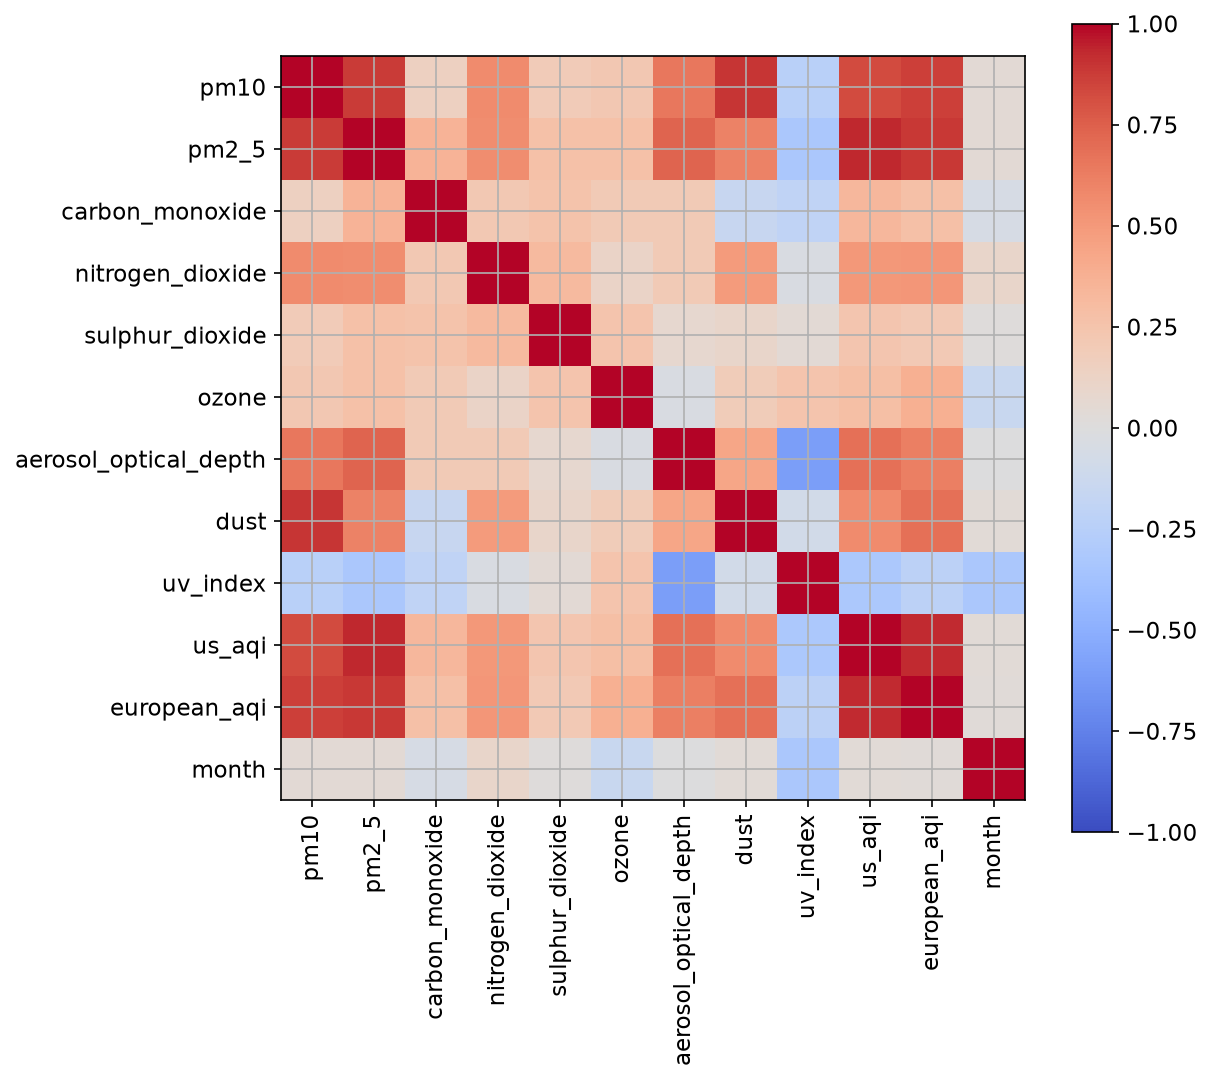 pm10
pm2_5
carbon_monoxide
nitrogen_dioxide
sulphur_dioxide
ozone
aerosol_optical_depth
dust
uv_index
us_aqi
european_aqi
month
pm10
pm2_5
carbon_monoxide
nitrogen_dioxide
sulphur_dioxide
ozone
aerosol_optical_depth
dust
uv_index
us_aqi
european_aqi
month
1.00
0.75
0.50
0.25
0.00
−0.25
−0.50
−0.75
−1.00